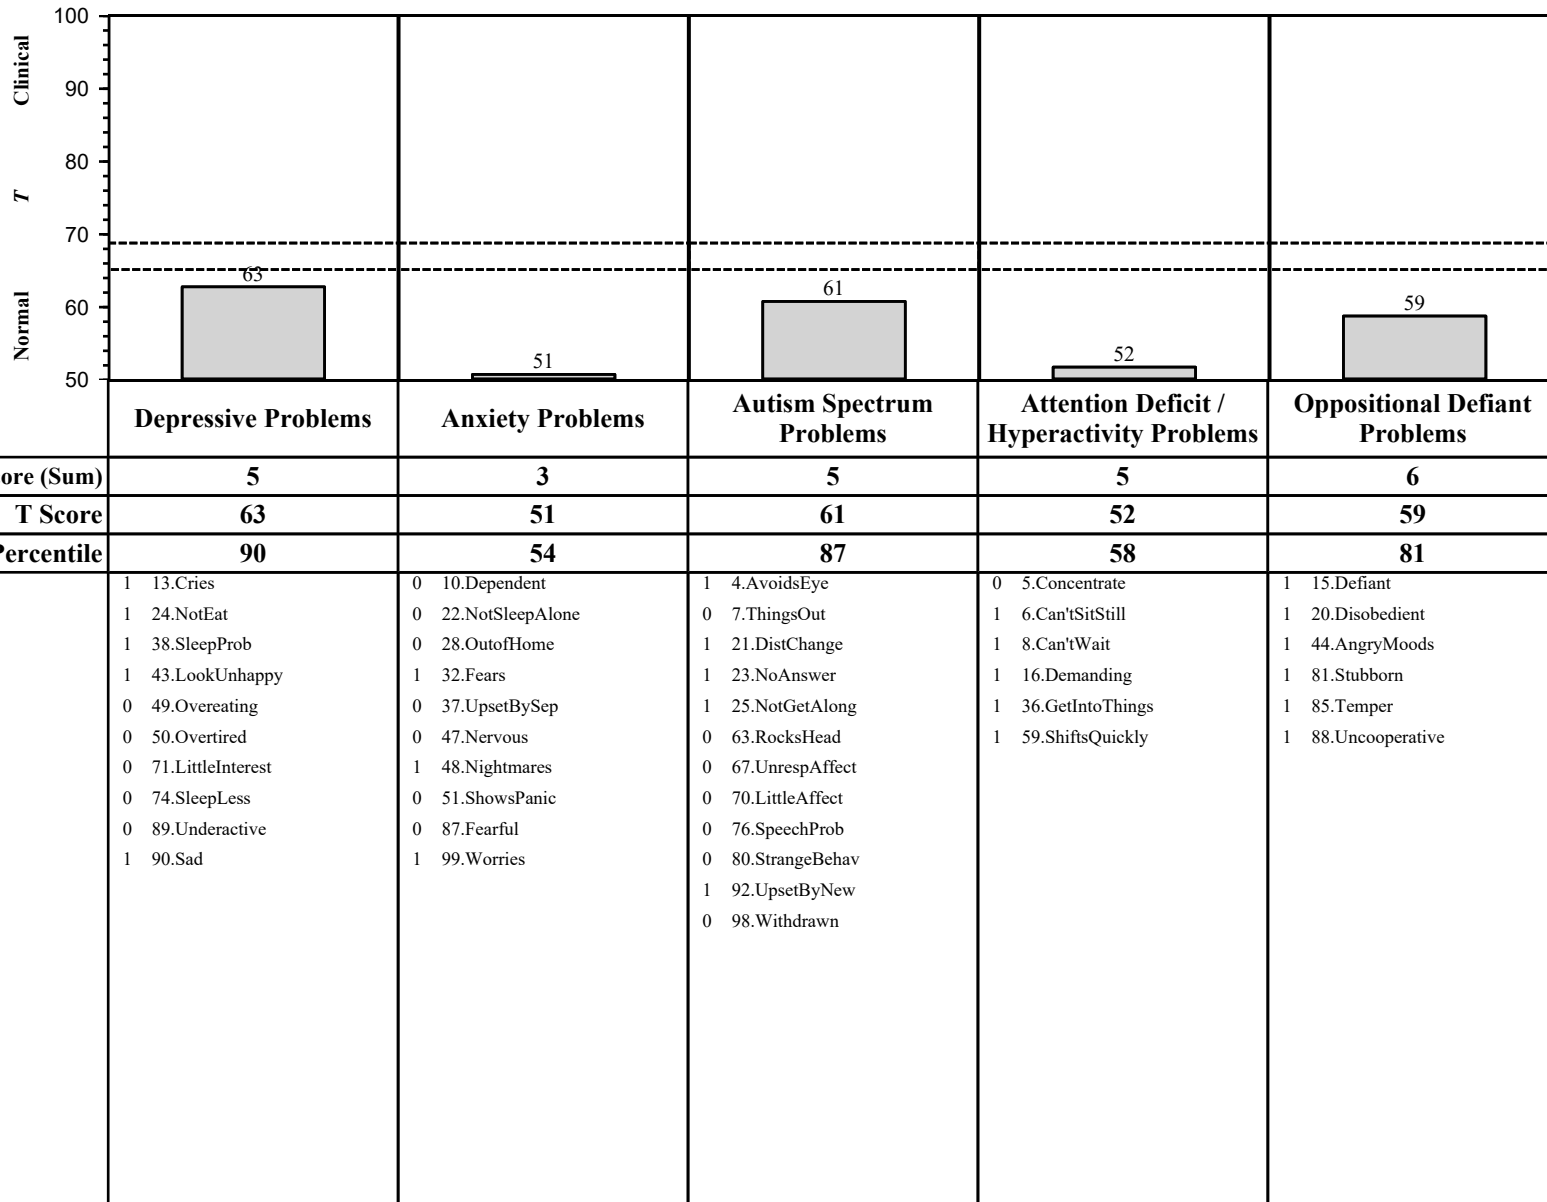 100
90
80
70
60
50
Clinical
T
Normal
63
51
61
52
59
Depressive Problems
Anxiety Problems
Autism Spectrum
Problems
Attention Deficit /
Hyperactivity Problems
Oppositional Defiant
Problems
ore (Sum) 5 3 5 5 6
T Score 63 51 61 52 59
Percentile 90 54 87 58 81
1 13.Cries
1 24.NotEat
1 38.SleepProb
1 43.LookUnhappy
0 49.Overeating
0 50.Overtired
0 71.LittleInterest
0 74.SleepLess
0 89.Underactive
1 90.Sad
0 10.Dependent
0 22.NotSleepAlone
0 28.OutofHome
1 32.Fears
0 37.UpsetBySep
0 47.Nervous
1 48.Nightmares
0 51.ShowsPanic
0 87.Fearful
1 99.Worries
1 4.AvoidsEye
0 7.ThingsOut
1 21.DistChange
1 23.NoAnswer
1 25.NotGetAlong
0 63.RocksHead
0 67.UnrespAffect
0 70.LittleAffect
0 76.SpeechProb
0 80.StrangeBehav
1 92.UpsetByNew
0 98.Withdrawn
0 5.Concentrate
1 6.Can'tSitStill
1 8.Can'tWait
1 16.Demanding
1 36.GetIntoThings
1 59.ShiftsQuickly
1 15.Defiant
1 20.Disobedient
1 44.AngryMoods
1 81.Stubborn
1 85.Temper
1 88.Uncooperative